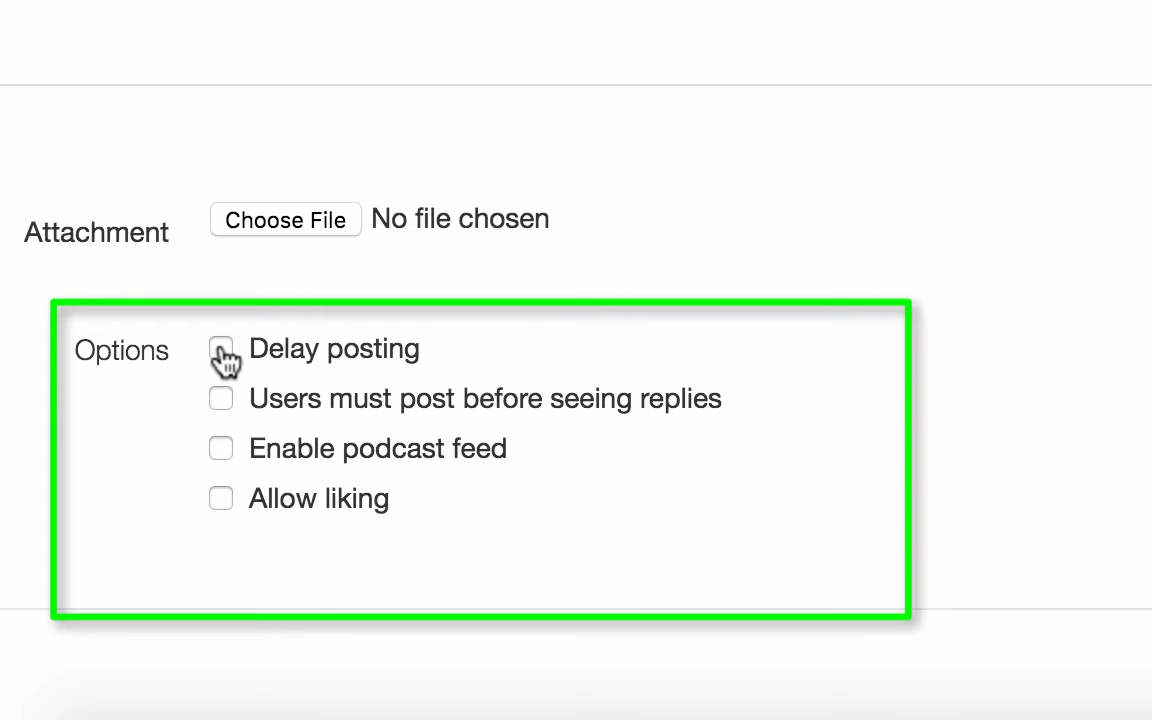 Attachment Choose File No file chosen
Options Delay posting
Users must post before seeing replies
Enable podcast feed
Allow liking